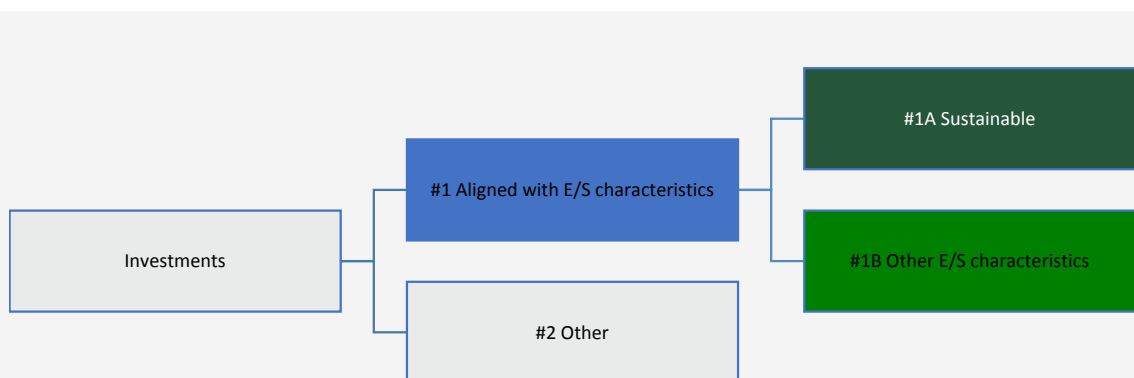 #1A Sustainable
#1 Aligned with E/S characteristics
Investments
#1B Other E/S characteristics
#2 Other